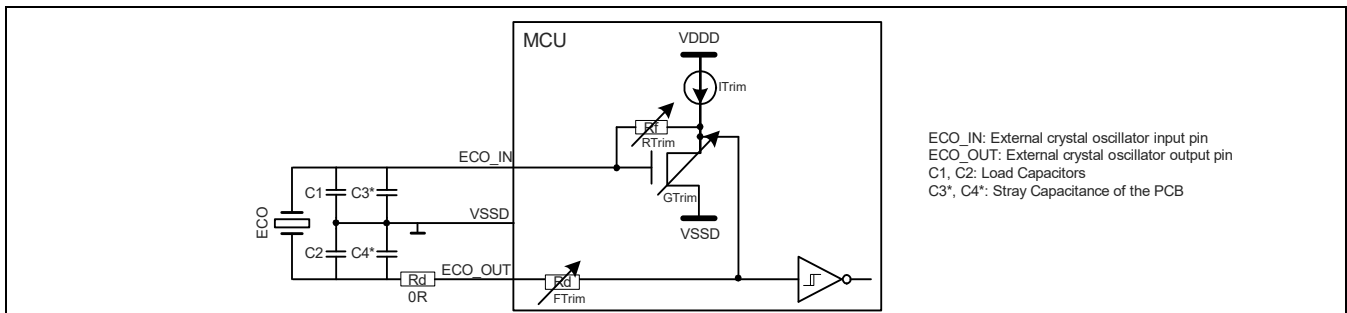 MCU
VDDD
ITrim
Rf
RTrim
ECO_IN
GTrim
C1
C3*
VSSD
VSSD
ECO
C2
C4*
Rd
0R
ECO_OUT
Rd
FTrim
ECO_IN: External crystal oscillator input pin
ECO_OUT: External crystal oscillator output pin
C1, C2: Load Capacitors
C3*, C4*: Stray Capacitance of the PCB